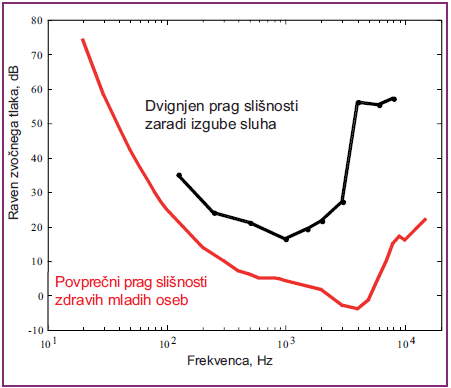 80
70
60
50
40
30
20
10
0
-10
Raven zvočnega tlaka, dB
Dvignjen prag slišnosti
zaradi izgube sluha
Povprečni prag slišnosti
zdravih mladih oseb
10¹ 10² 10³ 10⁴
Frekvenca, Hz